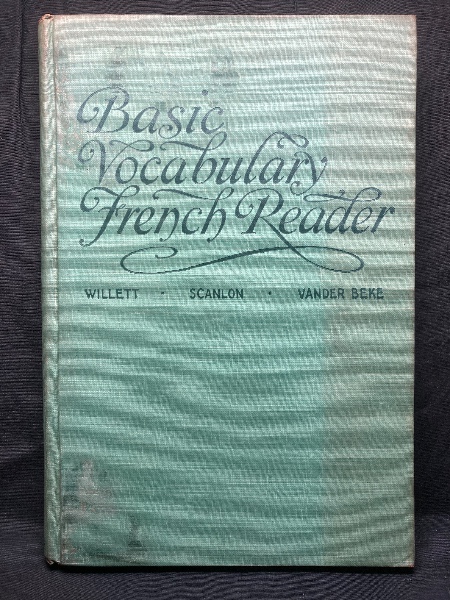 Basic
Vocabulary
French Reader
WILLETT · SCANLON · VANDER BEKE